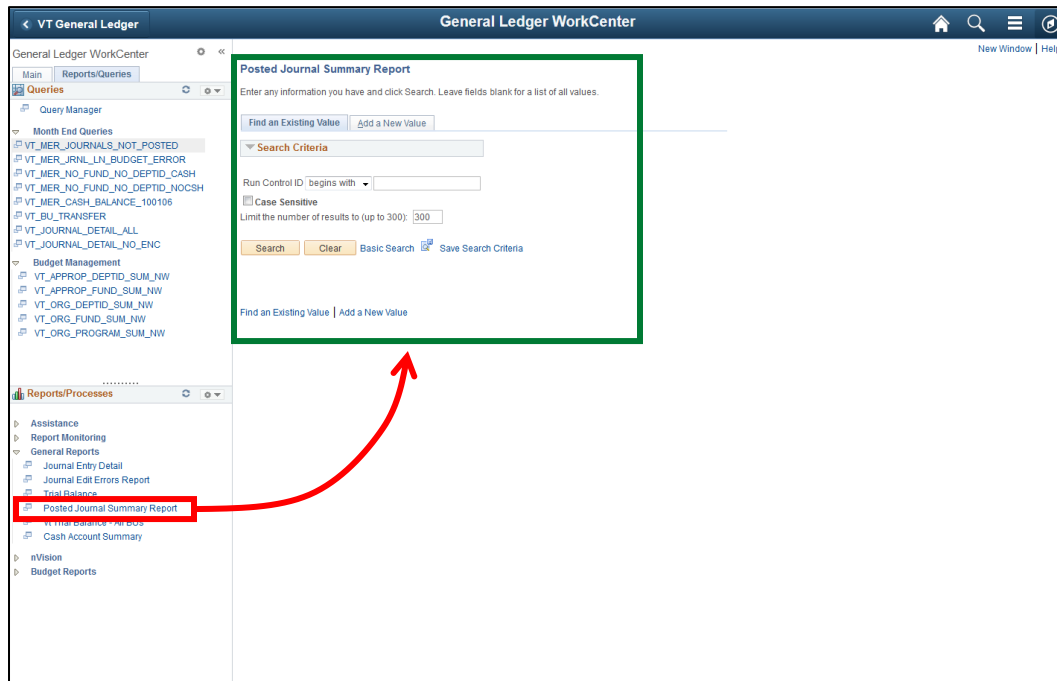 VT General Ledger
General Ledger WorkCenter
New Window | Help
General Ledger WorkCenter
Main
Reports/Queries
Queries
Query Manager
Month End Queries
VT_MER_JOURNALS_NOT_POSTED
VT_MER_JRNL_LN_BUDGET_ERROR
VT_MER_NO_FUND_NO_DEPTID_CASH
VT_MER_NO_FUND_NO_DEPTID_NOCSH
VT_MER_CASH_BALANCE_100106
VT_BU_TRANSFER
VT_JOURNAL_DETAIL_ALL
VT_JOURNAL_DETAIL_NO_ENC
Budget Management
VT_APPROP_DEPTID_SUM_NW
VT_APPROP_FUND_SUM_NW
VT_ORG_DEPTID_SUM_NW
VT_ORG_FUND_SUM_NW
VT_ORG_PROGRAM_SUM_NW
Reports/Processes
Assistance
Report Monitoring
General Reports
Journal Entry Detail
Journal Edit Errors Report
Trial Balance
Posted Journal Summary Report
Vt Trial Balance - All BUs
Cash Account Summary
nVision
Budget Reports
Posted Journal Summary Report
Enter any information you have and click Search. Leave fields blank for a list of all values.
Find an Existing Value
Add a New Value
Search Criteria
Run Control ID begins with
Case Sensitive
Limit the number of results to (up to 300): 300
Search
Clear
Basic Search
Save Search Criteria
Find an Existing Value | Add a New Value